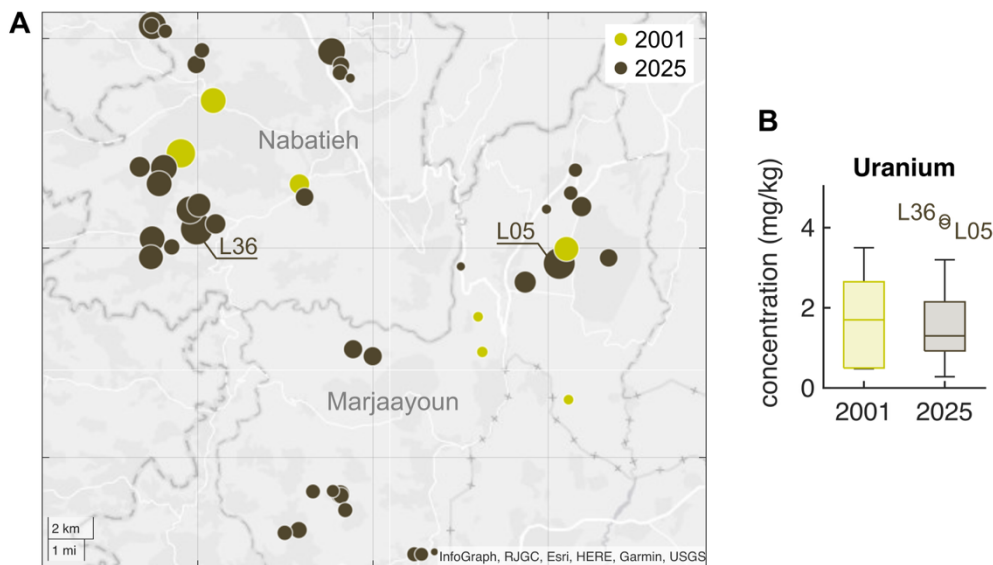 A
2001
2025
Nabatieh
L36
L05
Marjaayoun
2 km
1 mi
InfoGraph, RJGC, Esri, HERE, Garmin, USGS
B
Uranium
concentration (mg/kg)
4
2
0
L36
L05
2001
2025